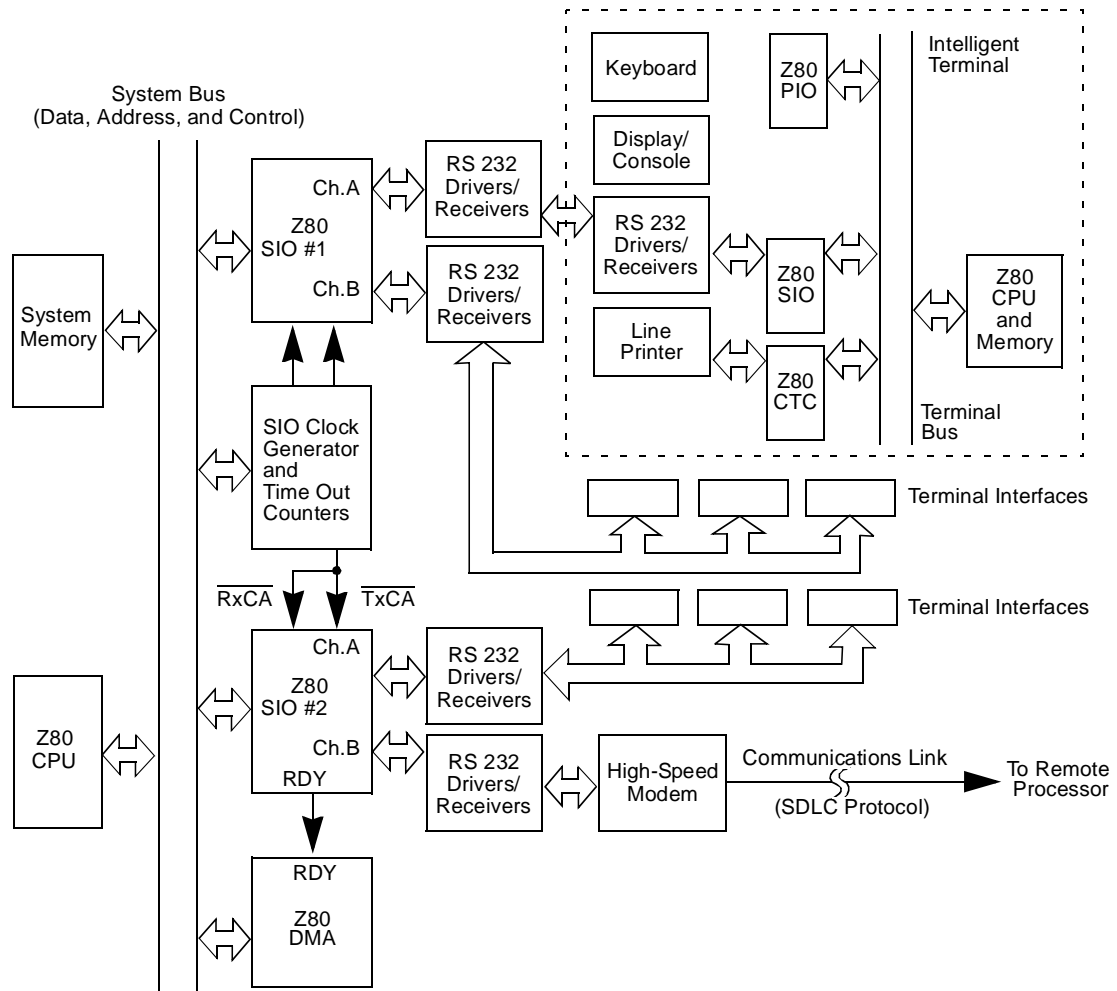 System Bus
(Data, Address, and Control)
System
Memory
Z80
CPU
Ch.A
Z80
SIO #1
Ch.B
SIO Clock
Generator
and
Time Out
Counters
RxCA
TxCA
Ch.A
Z80
SIO #2
Ch.B
RDY
RDY
Z80
DMA
RS 232
Drivers/
Receivers
RS 232
Drivers/
Receivers
RS 232
Drivers/
Receivers
RS 232
Drivers/
Receivers
Keyboard
Display/
Console
RS 232
Drivers/
Receivers
Line
Printer
Z80
PIO
Z80
SIO
Z80
CTC
Intelligent
Terminal
Z80
CPU
and
Memory
Terminal
Bus
Terminal Interfaces
Terminal Interfaces
High-Speed
Modem
Communications Link
(SDLC Protocol)
To Remote
Processor